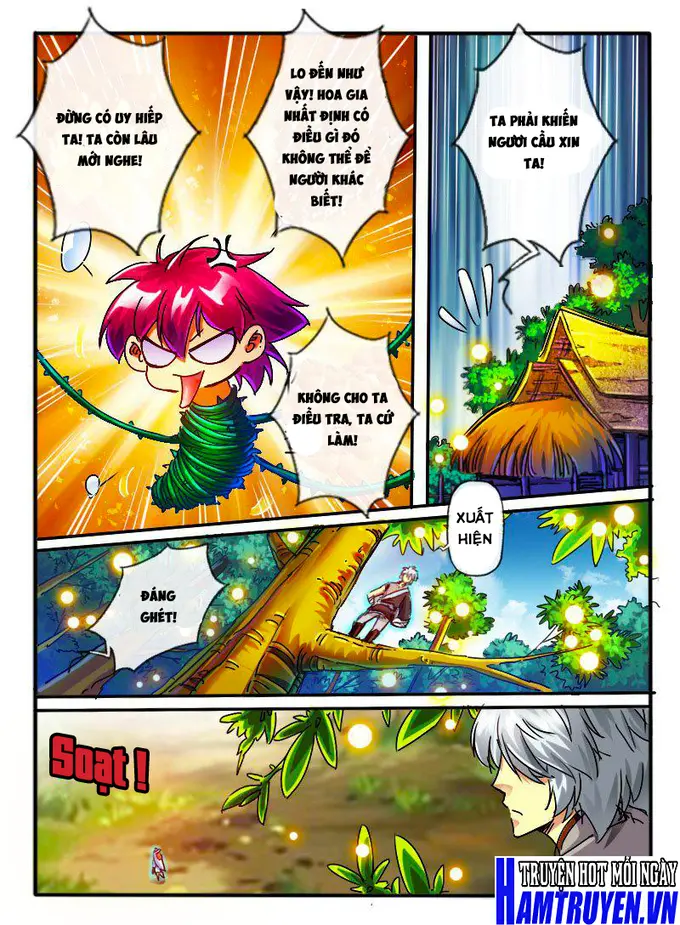 ĐỪNG CÓ UY HIẾP
TA! TA CÒN LÂU
MỚI NGHE!
LO ĐẾN NHƯ
VẬY! HOA GIA
NHẤT ĐỊNH CÓ
ĐIỀU GÌ ĐÓ
KHÔNG THỂ ĐỂ
NGƯỜI KHÁC
BIẾT!
KHÔNG CHO TA
ĐIỀU TRA, TA CỨ
LÀM!
TA PHẢI KHIẾN
NGƯƠI CẦU XIN
TA!
XUẤT
HIỆN
ĐÁNG
GHÉT!
Soạt !
TRUYỆN HOT MỖI NGÀY
HAMTRUYEN.VN